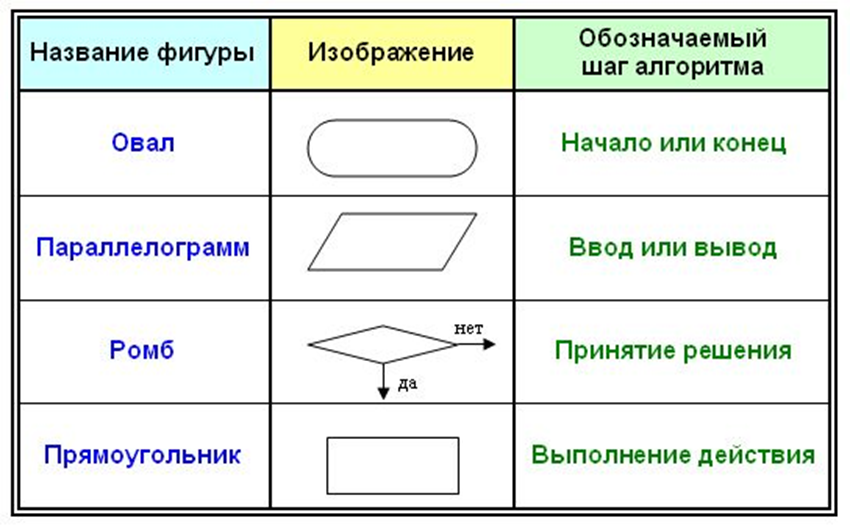 Название фигуры
Изображение
Обозначаемый
шаг алгоритма
Овал
Начало или конец
Параллелограмм
Ввод или вывод
Ромб
нет
да
Принятие решения
Прямоугольник
Выполнение действия